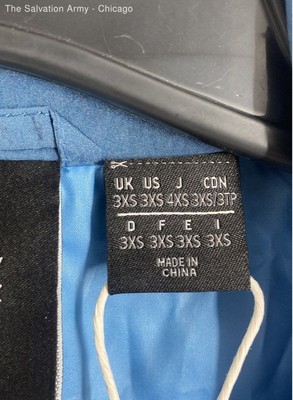 The Salvation Army - Chicago
UK US J CDN
3XS 3XS 4XS 3XS/3TP
D F E I
3XS 3XS 3XS 3XS
MADE IN
CHINA